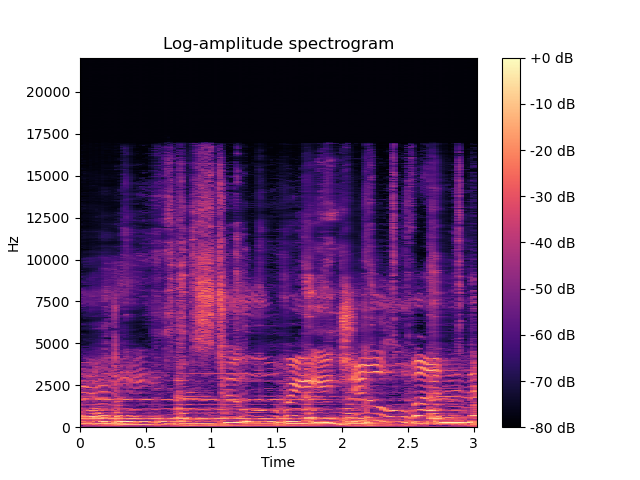 Log-amplitude spectrogram
Hz
20000
17500
15000
12500
10000
7500
5000
2500
0
0 0.5 1 1.5 2 2.5 3
Time
+0 dB
-10 dB
-20 dB
-30 dB
-40 dB
-50 dB
-60 dB
-70 dB
-80 dB